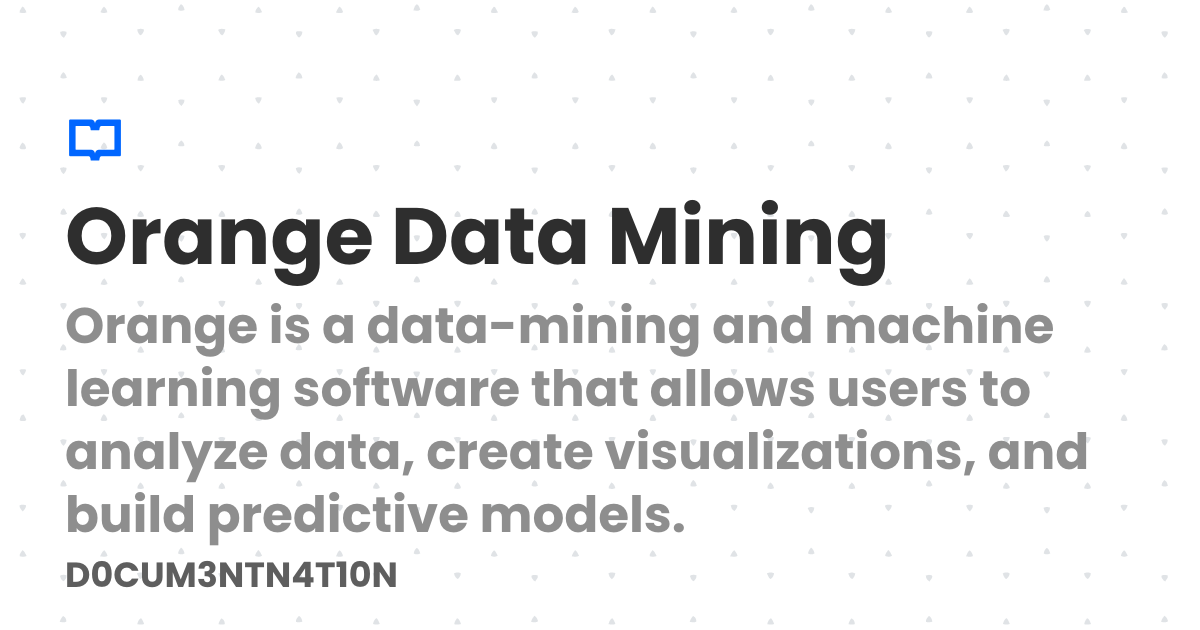 Orange Data Mining
Orange is a data-mining and machine
learning software that allows users to
analyze data, create visualizations, and
build predictive models.
D0CUM3NTN4T10N